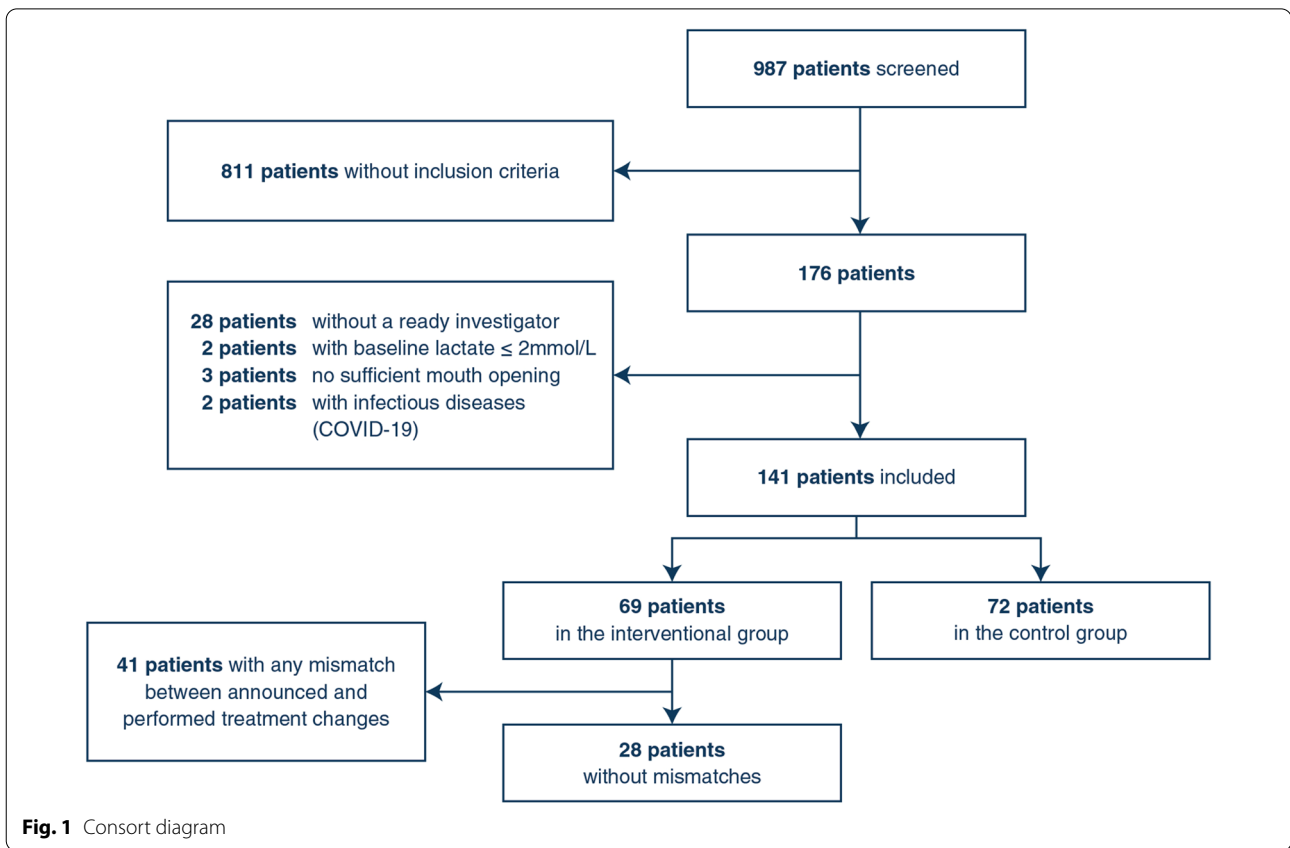 987 patients screened
811 patients without inclusion criteria
176 patients
28 patients without a ready investigator
2 patients with baseline lactate ≤ 2mmol/L
3 patients no sufficient mouth opening
2 patients with infectious diseases
(COVID-19)
141 patients included
69 patients
in the interventional group
72 patients
in the control group
41 patients with any mismatch
between announced and
performed treatment changes
28 patients
without mismatches
Fig. 1 Consort diagram